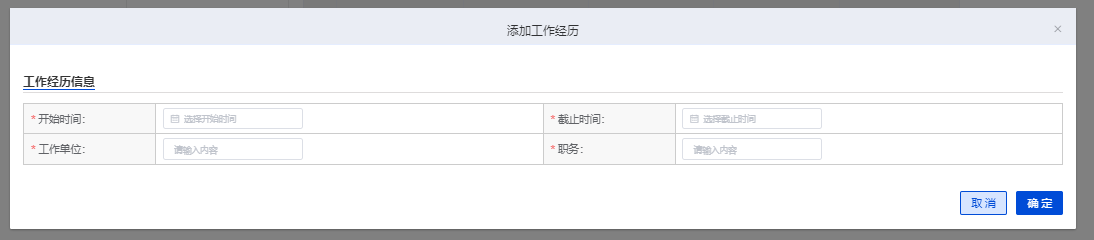 添加工作经历
×
工作经历信息
* 开始时间： 选择开始时间 * 截止时间： 选择截止时间
* 工作单位： 请输入内容 * 职务： 请输入内容
取消 确定